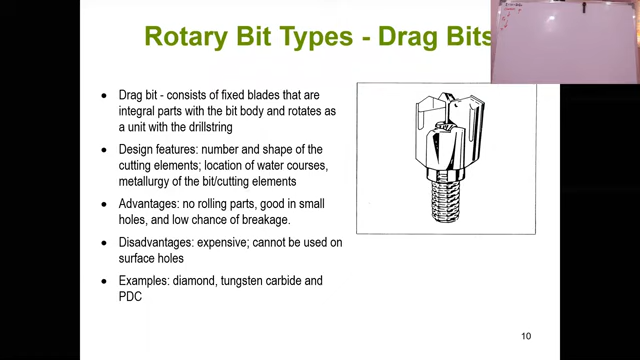 Rotary Bit Types - Drag Bits
• Drag bit - consists of fixed blades that are
integral parts with the bit body and rotates as
a unit with the drillstring
• Design features: number and shape of the
cutting elements; location of water courses,
metallurgy of the bit/cutting elements
• Advantages: no rolling parts, good in small
holes, and low chance of breakage.
• Disadvantages: expensive; cannot be used on
surface holes
• Examples: diamond, tungsten carbide and
PDC
10